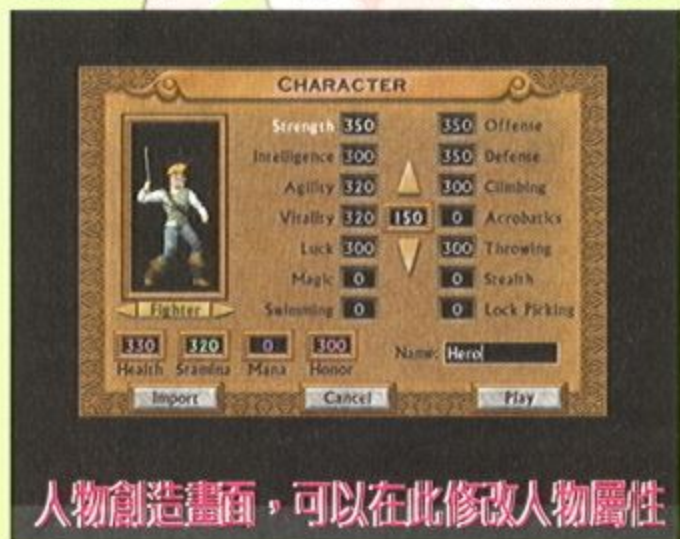 CHARACTER
Strength 350 350 Offense
Intelligence 300 350 Defense
Agility 320 300 Climbing
Vitality 320 150 0 Acrobatics
Luck 300 300 Throwing
Magic 0 0 Stealth
Swimming 0 0 Lock Picking
Fighter
330 320 0 300
Health Stamina Mana Honor
Name: Hero
Import Cancel Play
人物創造畫面，可以在此修改人物屬性